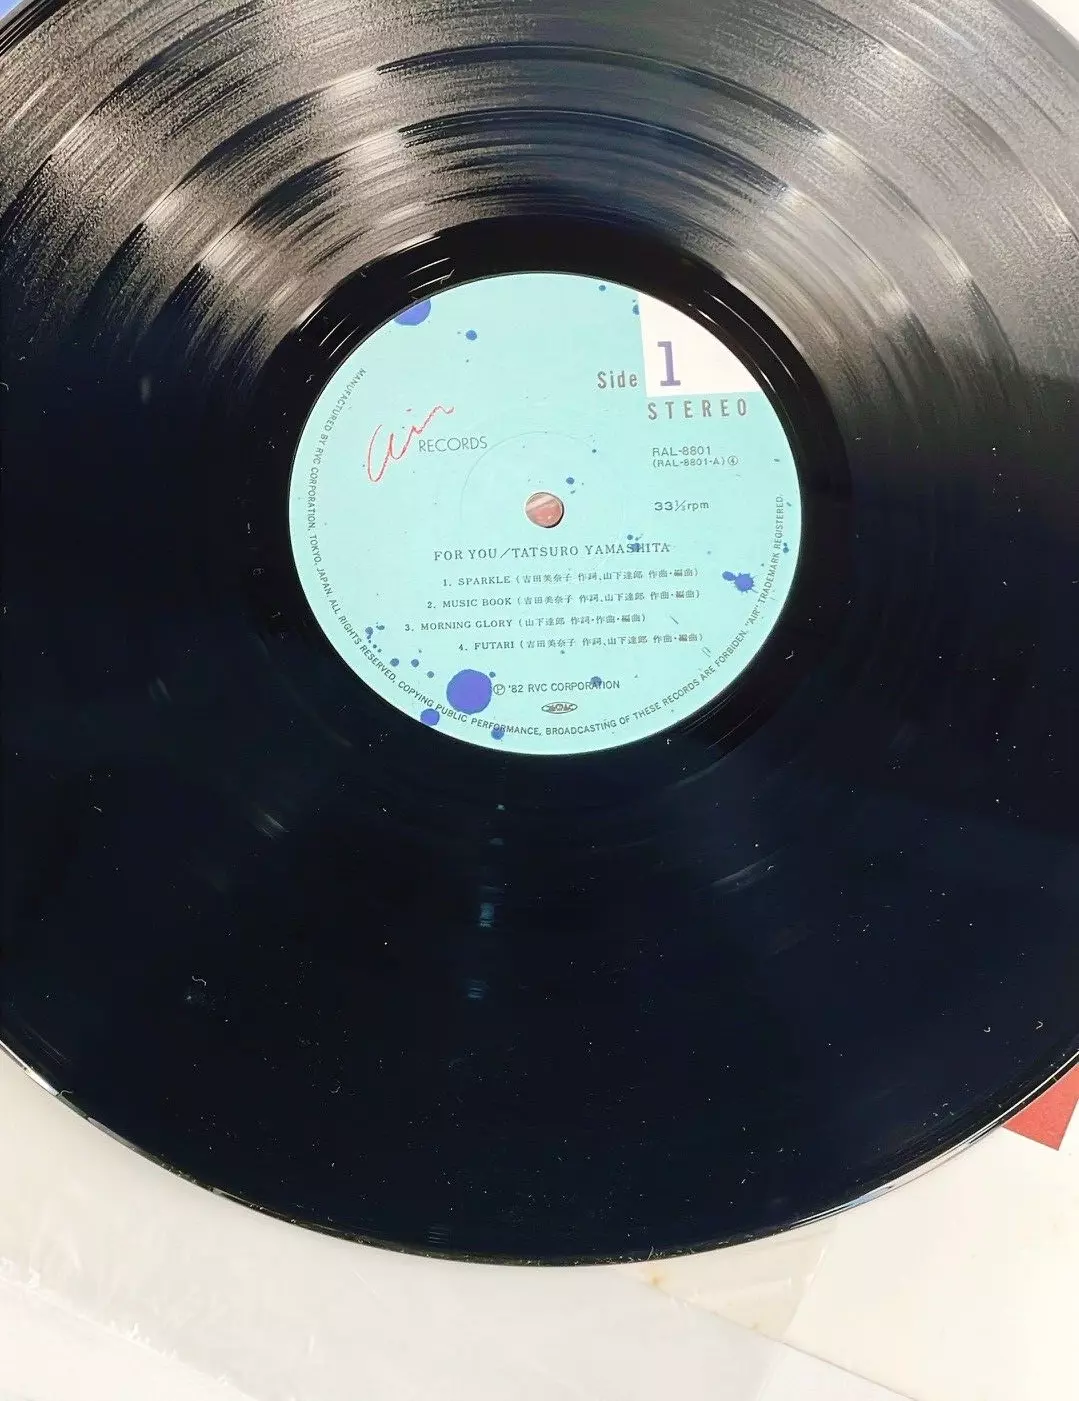 Side 1
STEREO
Air RECORDS
RAL-8801
(RAL-8801-A)④
33⅓rpm
FOR YOU/TATSURO YAMASHITA
1. SPARKLE (吉田美奈子 作詞、山下達郎 作曲・編曲)
2. MUSIC BOOK (吉田美奈子 作詞、山下達郎 作曲・編曲)
3. MORNING GLORY (山下達郎 作詞・作曲・編曲)
4. FUTARI (吉田美奈子 作詞、山下達郎 作曲・編曲)
Ⓟ '82 RVC CORPORATION
JASRAC
MANUFACTURED BY RVC CORPORATION, TOKYO, JAPAN. ALL RIGHTS RESERVED. COPYING PUBLIC PERFORMANCE, BROADCASTING OF THESE RECORDS ARE FORBIDEN. "AIR" TRADEMARK REGISTERED.